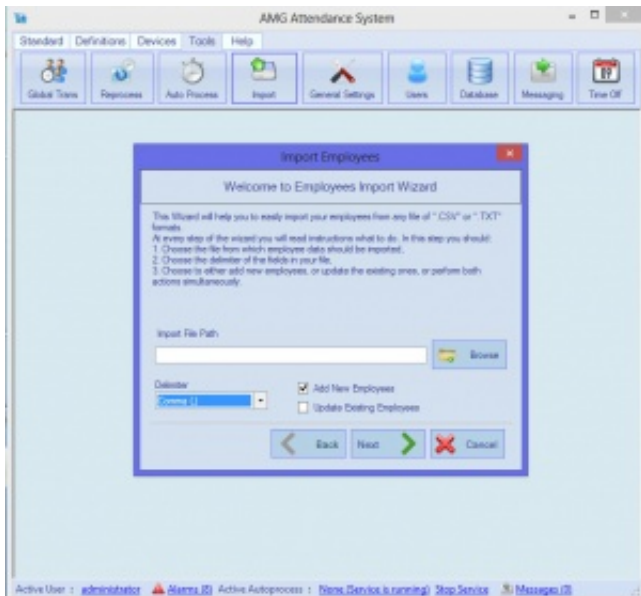 AMG Attendance System
Standard Definitions Devices Tools Help
Global Trans Reprocess Auto Process Import General Settings Users Database Messaging Time Off
Import Employees
Welcome to Employees Import Wizard
This Wizard will help you to easily import your employees from any file of ".CSV" or ".TXT"
formats.
At every step of the wizard you will read instructions what to do. In this step you should:
1. Choose the file from which employee data should be imported.
2. Choose the delimiter of the fields in your file.
3. Choose to either add new employees, or update the existing ones, or perform both
actions simultaneously.
Import File Path
Browse
Delimiter
Add New Employees
Comma (,)
Update Existing Employees
Back Next Cancel
Active User : administrator Alarms (8) Active Autoprocess : None (Service is running) Stop Service Messages (3)